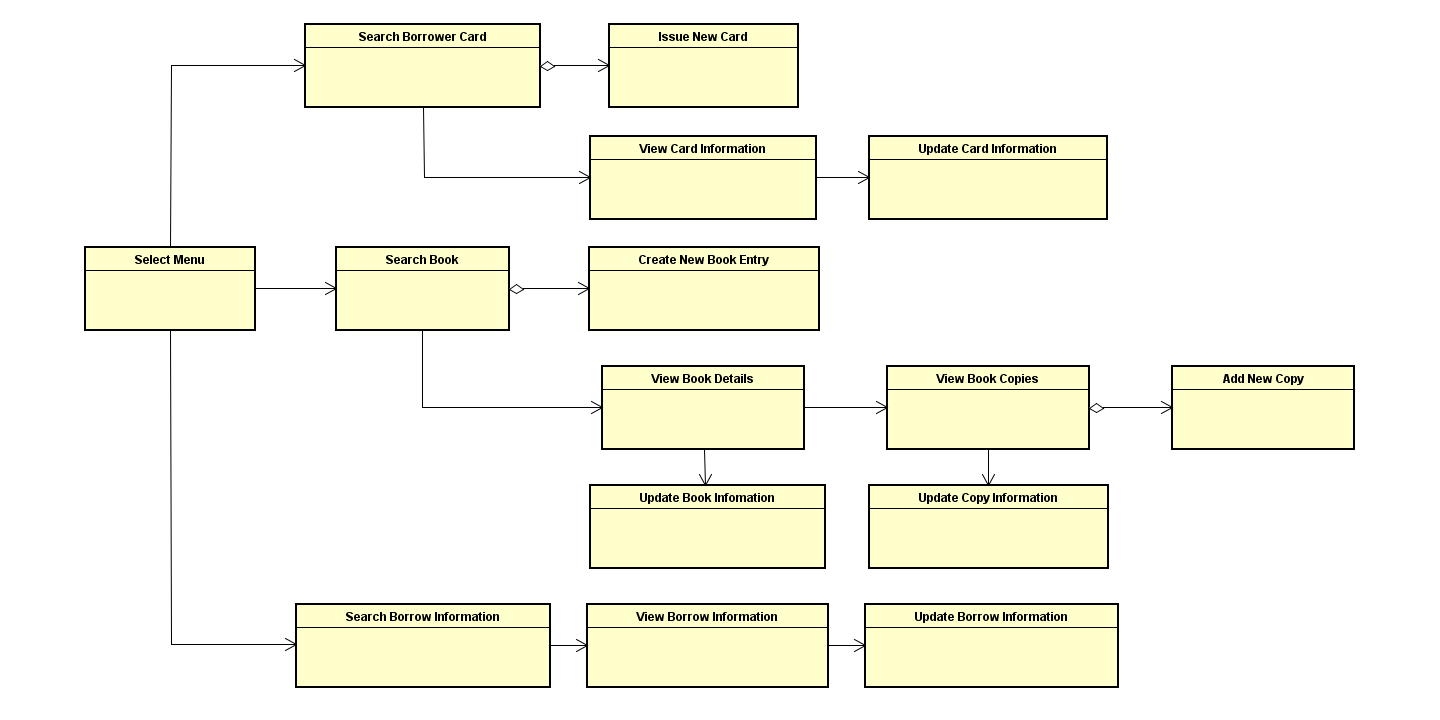 Search Borrower Card
Issue New Card
View Card Information
Update Card Information
Select Menu
Search Book
Create New Book Entry
View Book Details
View Book Copies
Add New Copy
Update Book Infomation
Update Copy Information
Search Borrow Information
View Borrow Information
Update Borrow Information